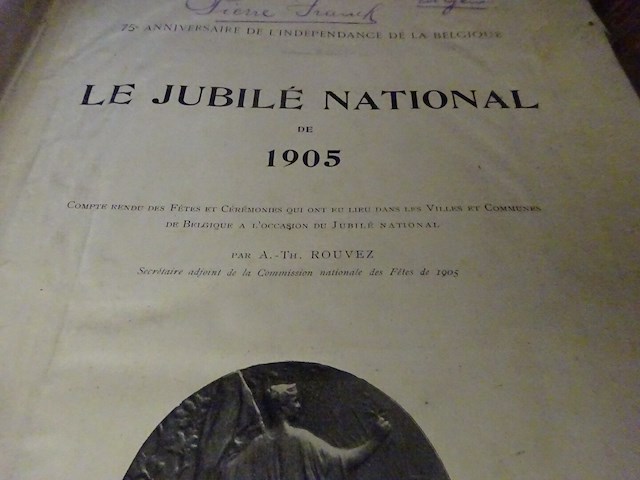 Pierre Franck
75E ANNIVERSAIRE DE L'INDÉPENDANCE DE LA BELGIQUE
LE JUBILÉ NATIONAL
DE
1905
COMPTE RENDU DES FÊTES ET CÉRÉMONIES QUI ONT EU LIEU DANS LES VILLES ET COMMUNES
DE BELGIQUE A L'OCCASION DU JUBILÉ NATIONAL
PAR A.-TH. ROUVEZ
Secrétaire adjoint de la Commission nationale des Fêtes de 1905